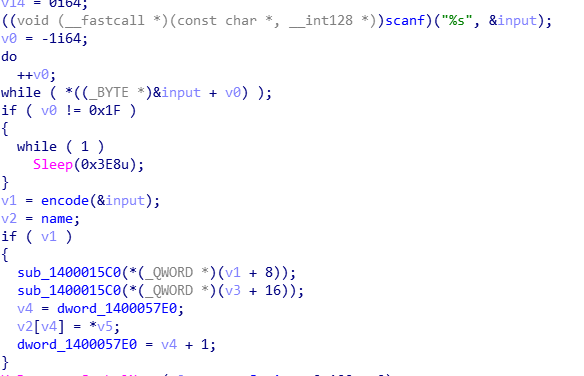 v14 = 0i64;
((void (__fastcall *)(const char *, __int128 *))scanf)("%s", &input);
v0 = -1i64;
do
++v0;
while ( *((_BYTE *)&input + v0) );
if ( v0 != 0x1F )
{
while ( 1 )
Sleep(0x3E8u);
}
v1 = encode(&input);
v2 = name;
if ( v1 )
{
sub_1400015C0(*(_QWORD *)(v1 + 8));
sub_1400015C0(*(_QWORD *)(v3 + 16));
v4 = dword_1400057E0;
v2[v4] = *v5;
dword_1400057E0 = v4 + 1;
}